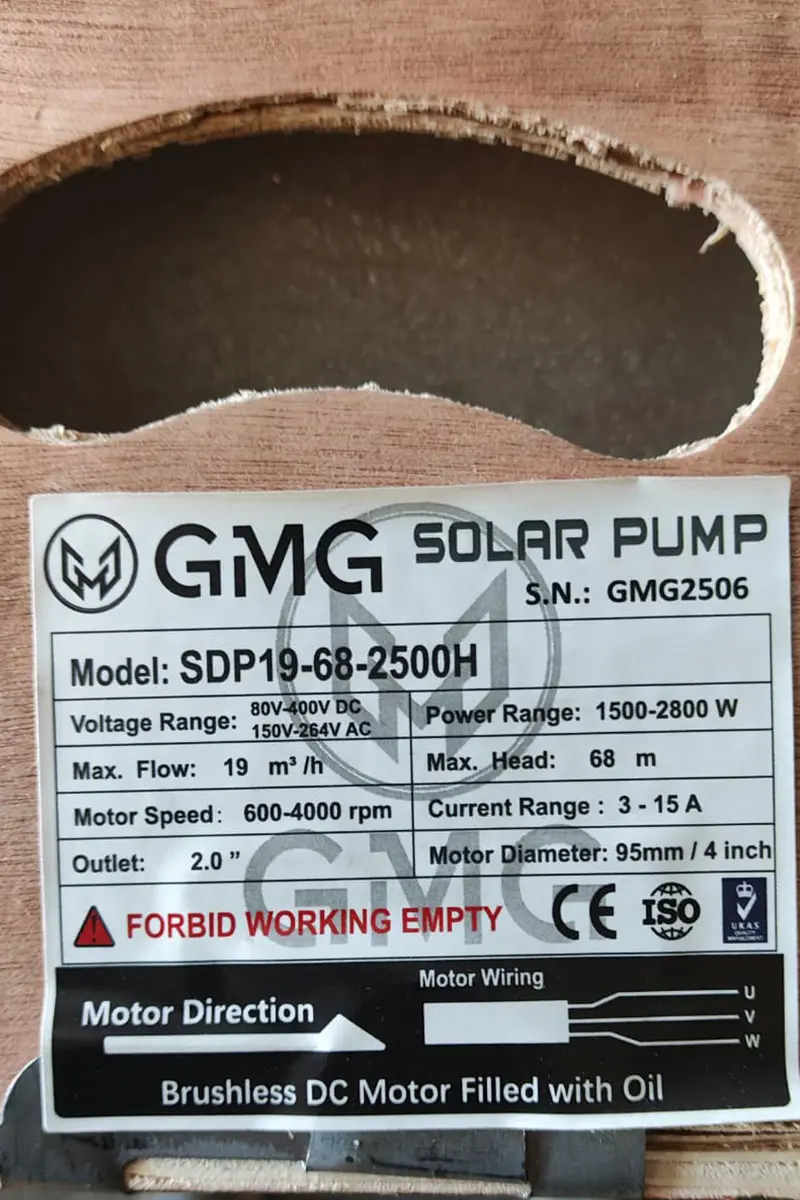 GMG SOLAR PUMP
S.N.: GMG2506
Model: SDP19-68-2500H
Voltage Range: 80V-400V DC
150V-264V AC
Power Range: 1500-2800 W
Max. Flow: 19 m³/h
Max. Head: 68 m
Motor Speed: 600-4000 rpm
Current Range : 3 - 15 A
Outlet: 2.0 ”
Motor Diameter: 95mm / 4 inch
FORBID WORKING EMPTY
CE
ISO
UKAS
QUALITY
MANAGEMENT
GMG
Motor Direction
Motor Wiring
U
V
W
Brushless DC Motor Filled with Oil